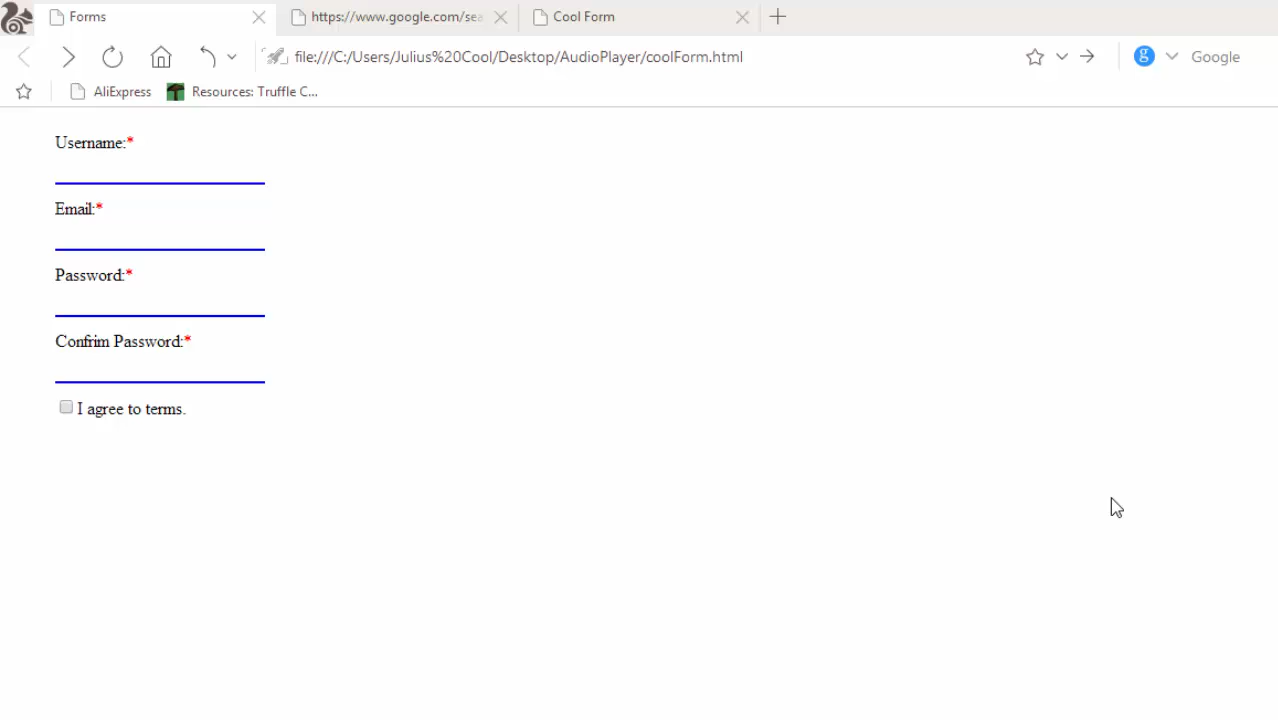 Forms
https://www.google.com/sea
Cool Form
file:///C:/Users/Julius%20Cool/Desktop/AudioPlayer/coolForm.html
g
Google
AliExpress
Resources: Truffle C...
Username:*
Email:*
Password:*
Confrim Password:*
I agree to terms.